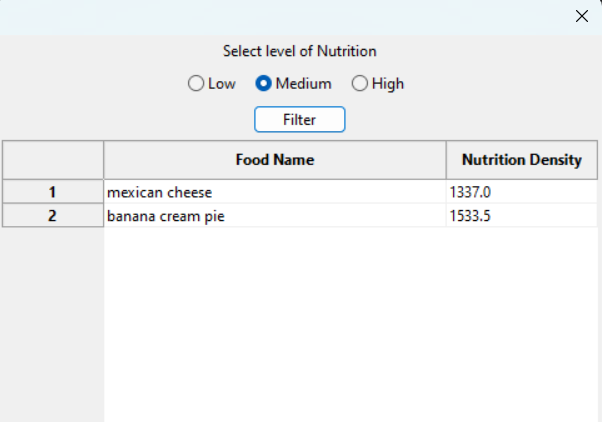 Select level of Nutrition
Low Medium High
Filter
Food Name Nutrition Density
1 mexican cheese 1337.0
2 banana cream pie 1533.5